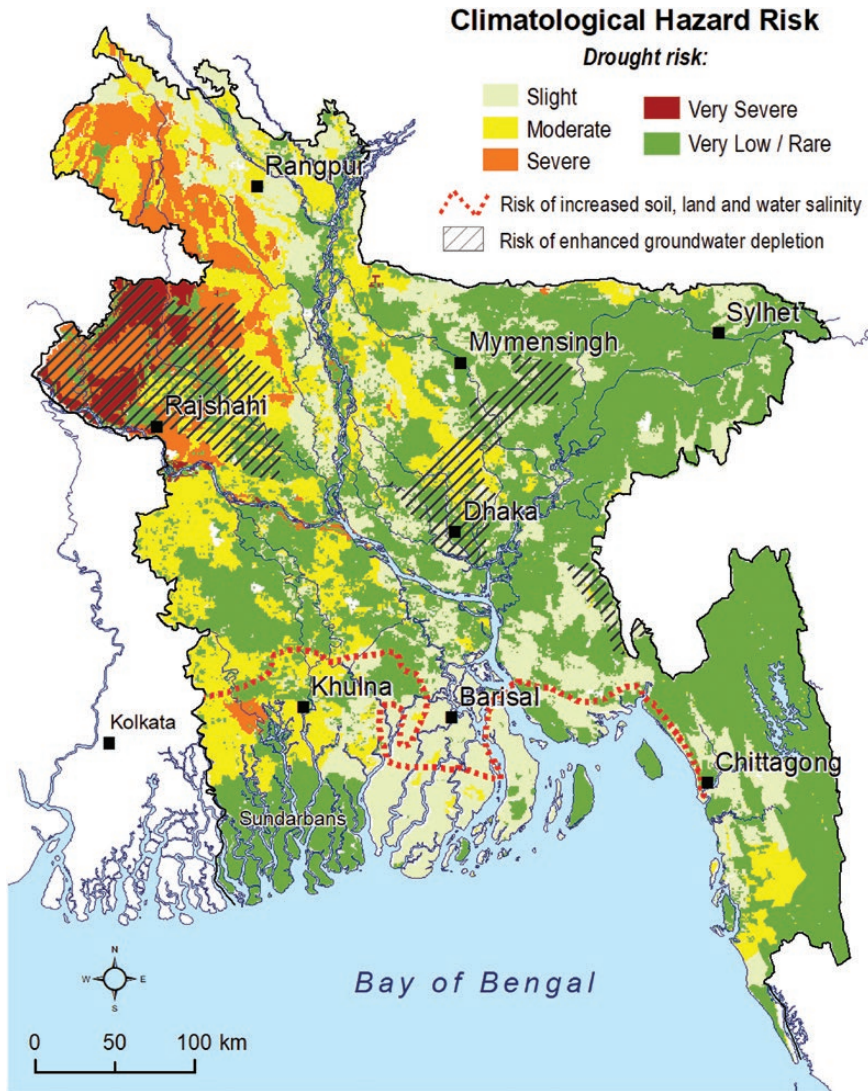 Climatological Hazard Risk
Drought risk:
Slight
Moderate
Severe
Very Severe
Very Low / Rare
Risk of increased soil, land and water salinity
Risk of enhanced groundwater depletion
Rangpur
Sylhet
Mymensingh
Rajshahi
Dhaka
Khulna
Barisal
Kolkata
Chittagong
Sundarbans
N
W
E
S
Bay of Bengal
0 50 100 km